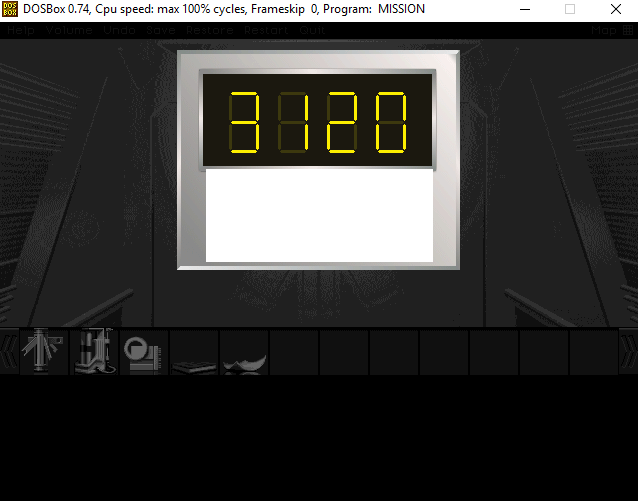 DOSBox 0.74, Cpu speed: max 100% cycles, Frameskip 0, Program: MISSION
Help Volume Undo Save Restore Restart Quit Map
3120